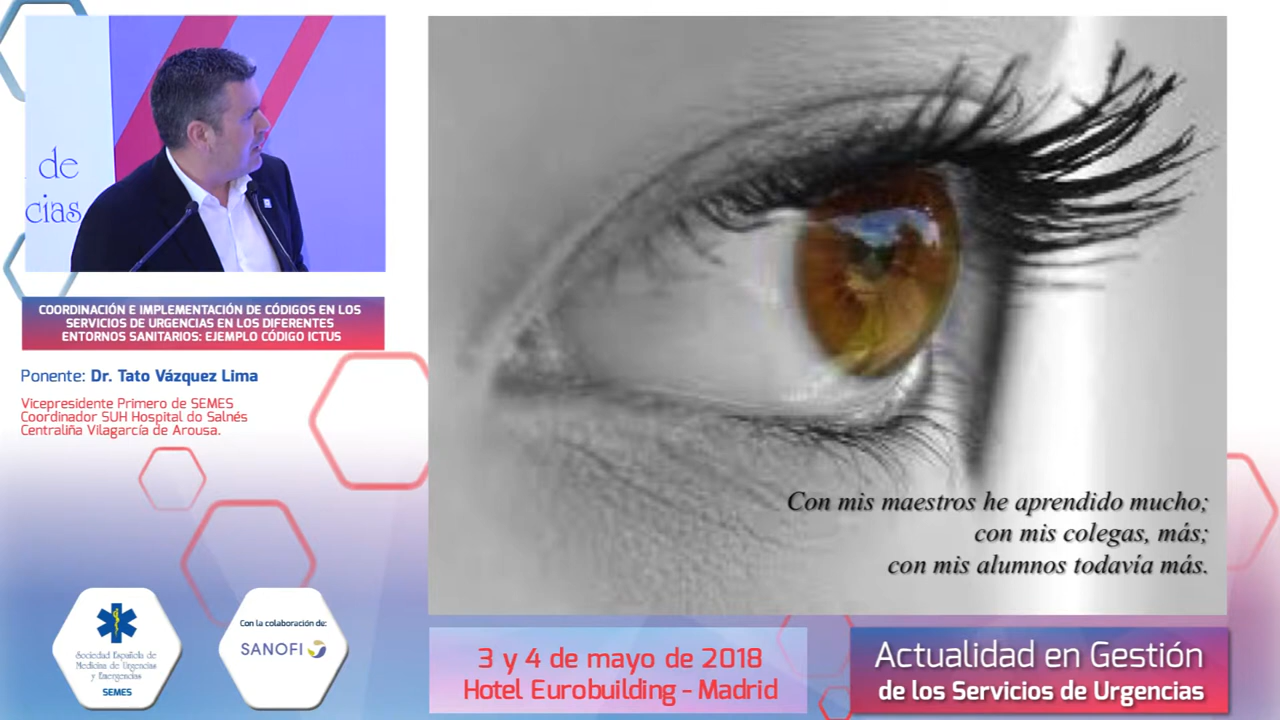 de
cias
COORDINACIÓN E IMPLEMENTACIÓN DE CÓDIGOS EN LOS
SERVICIOS DE URGENCIAS EN LOS DIFERENTES
ENTORNOS SANITARIOS: EJEMPLO CÓDIGO ICTUS
Ponente: Dr. Tato Vázquez Lima
Vicepresidente Primero de SEMES
Coordinador SUH Hospital do Salnés
Centraliña Vilagarcía de Arousa.
Sociedad Española de
Medicina de Urgencias
y Emergencias
SEMES
Con la colaboración de:
SANOFI
Con mis maestros he aprendido mucho;
con mis colegas, más;
con mis alumnos todavía más.
3 y 4 de mayo de 2018
Hotel Eurobuilding - Madrid
Actualidad en Gestión
de los Servicios de Urgencias